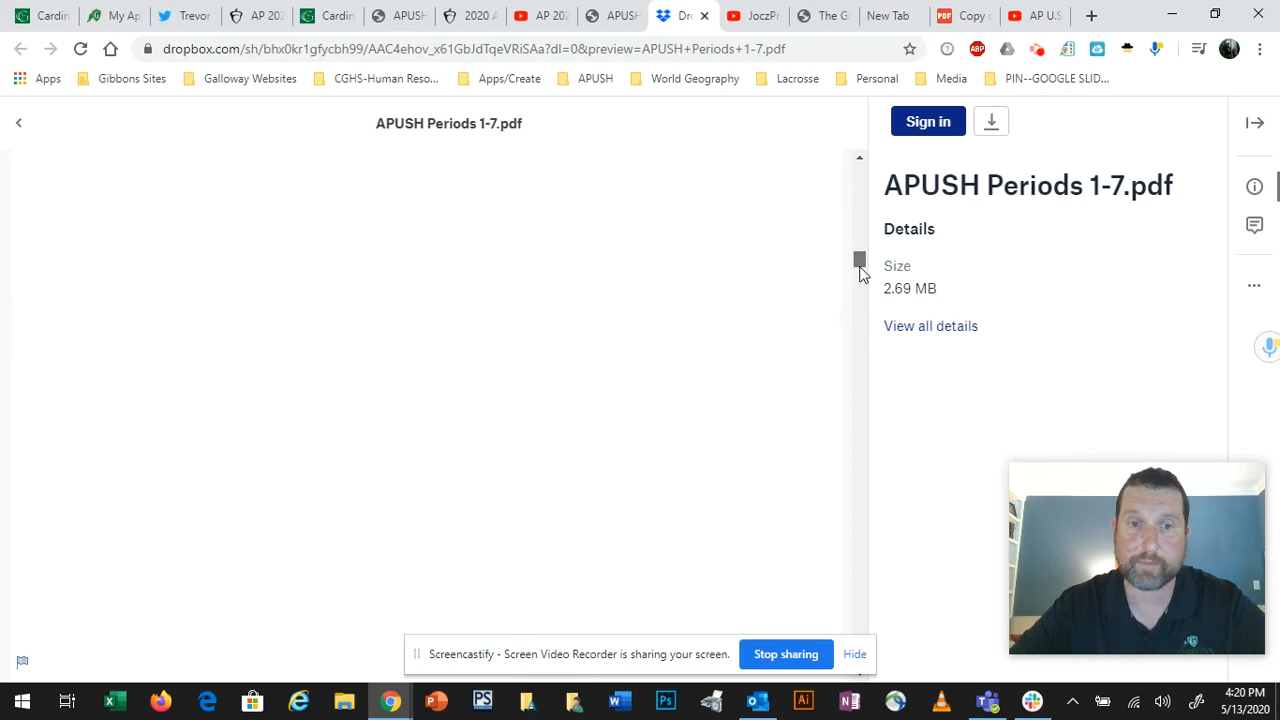 Cardin
My Ap
Trevor
AP 202
Cardin
APUSH
2020 A
AP 202
APUSH
Dr
JoczPr
The Gi
New Tab
Copy o
AP U.S
dropbox.com/sh/bhx0kr1gfycbh99/AAC4ehov_x61GbJdTqeVRiSAa?dl=0&preview=APUSH+Periods+1-7.pdf
Apps
Gibbons Sites
Galloway Websites
CGHS-Human Reso...
Apps/Create
APUSH
World Geography
Lacrosse
Personal
Media
PIN--GOOGLE SLID...
APUSH Periods 1-7.pdf
Sign in
APUSH Periods 1-7.pdf
Details
Size
2.69 MB
View all details
Screencastify - Screen Video Recorder is sharing your screen.
Stop sharing
Hide
4:20 PM
5/13/2020